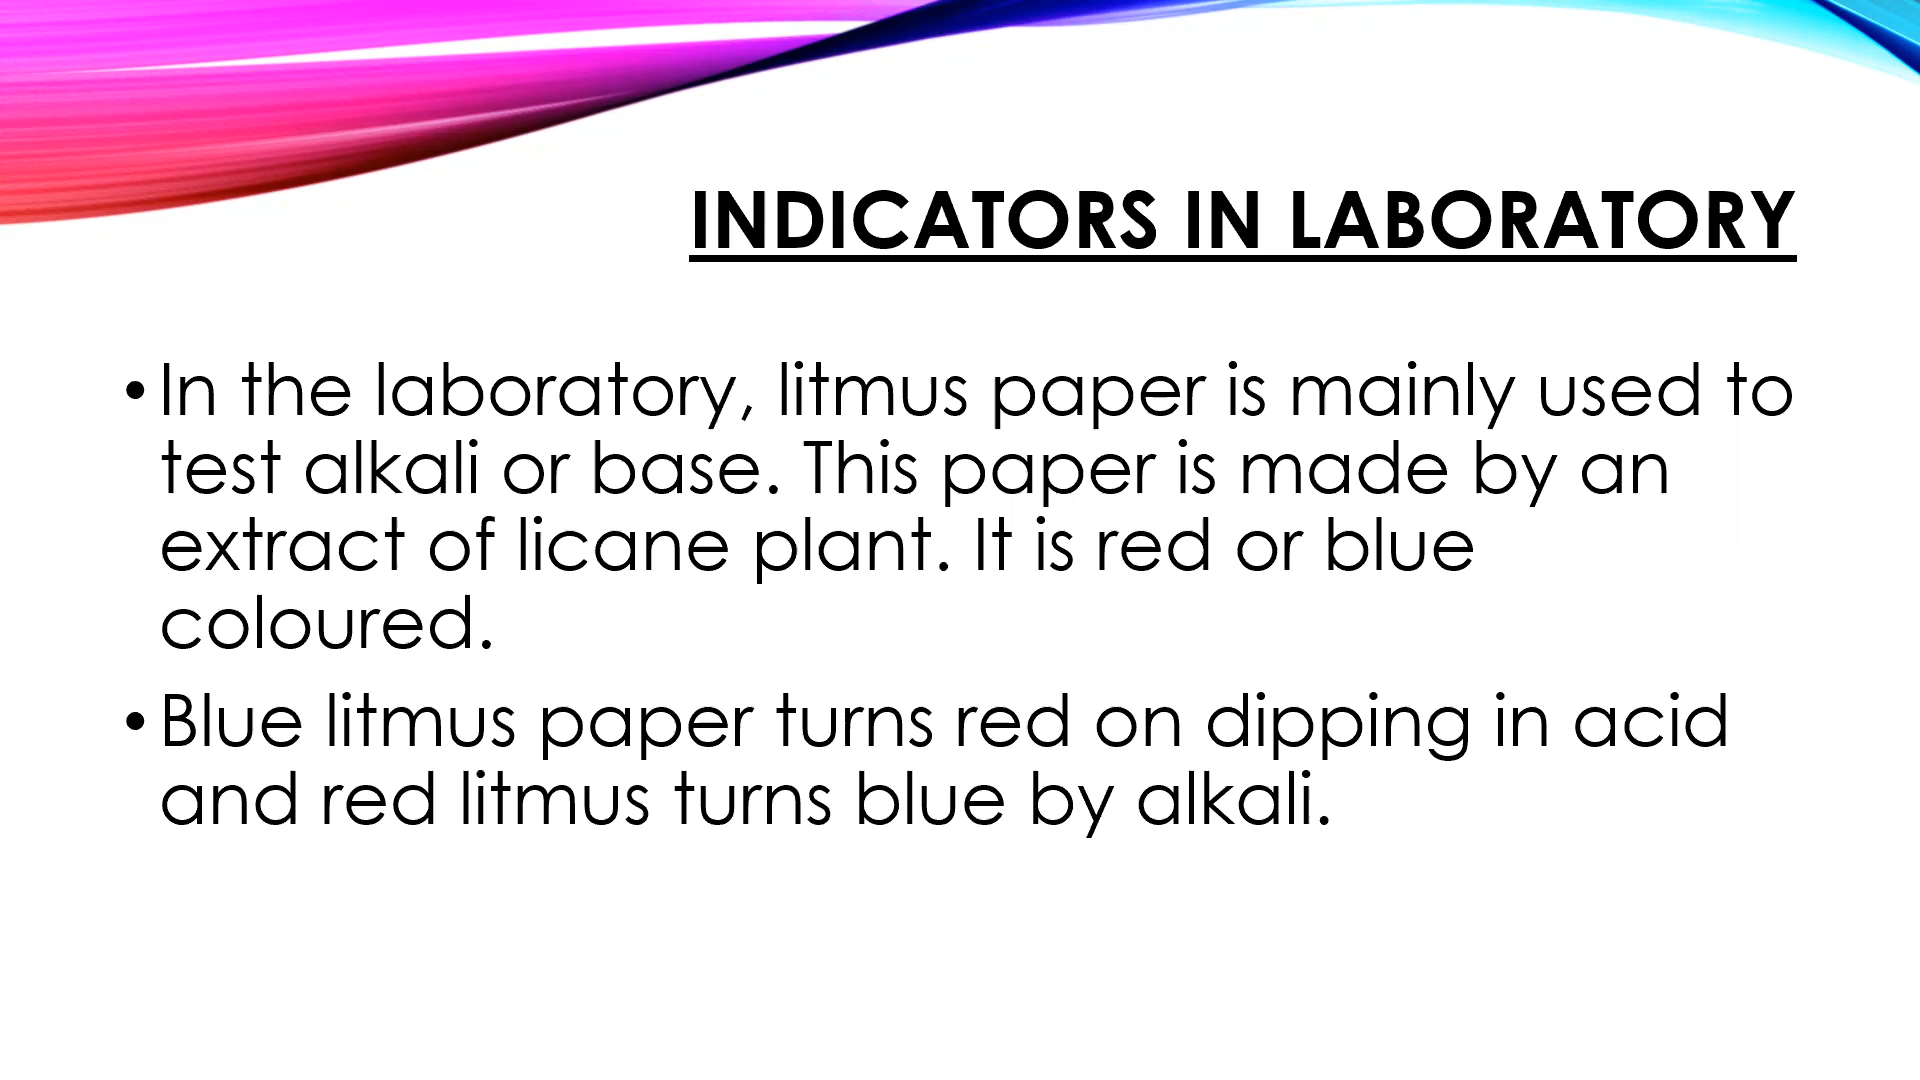 INDICATORS IN LABORATORY
• In the laboratory, litmus paper is mainly used to
test alkali or base. This paper is made by an
extract of licane plant. It is red or blue
coloured.
• Blue litmus paper turns red on dipping in acid
and red litmus turns blue by alkali.